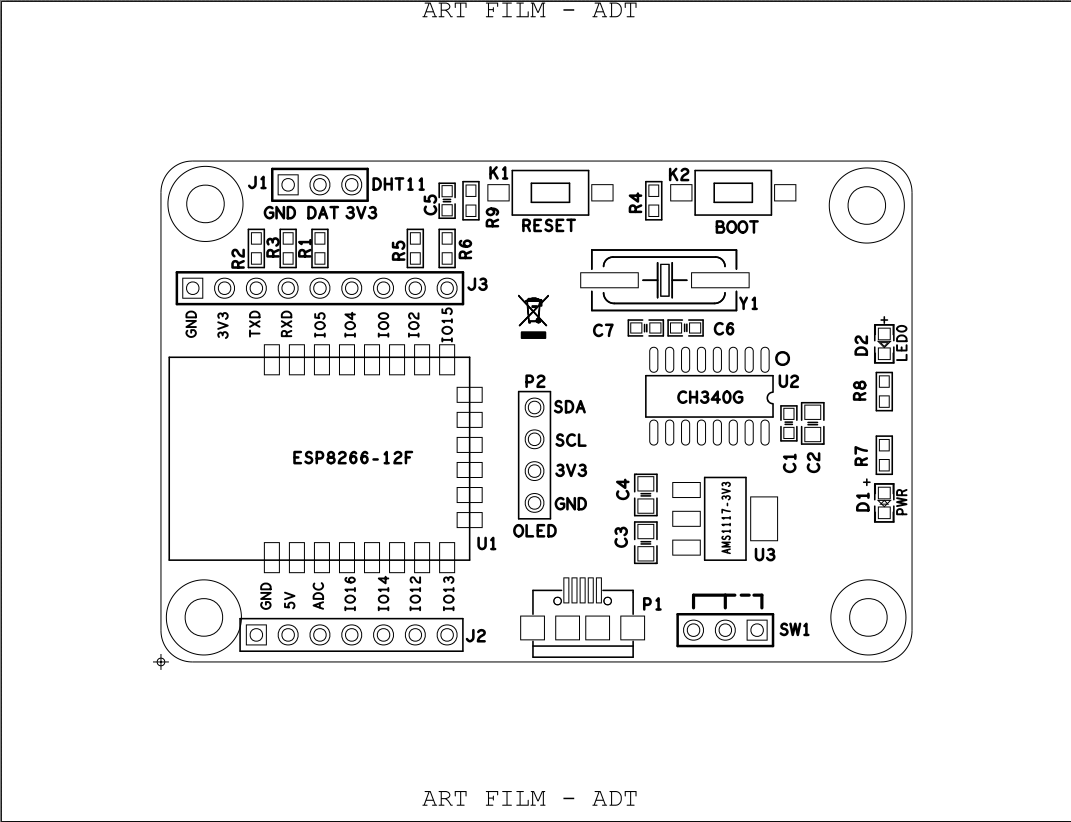 ART FILM - ADT
K1
K2
J1
DHT11
C5
R9
R4
GND DAT 3V3
RESET
BOOT
R2
R3
R1
R5
R6
J3
Y1
GND
3V3
TXD
RXD
IO5
IO4
IO0
IO2
IO15
C7
C6
+
D2
LED0
U2
P2
SDA
CH340G
R8
SCL
ESP8266-12F
C1
C2
R7
3V3
C4
+
D1
PWR
GND
AMS1117-3V3
OLED
C3
U1
U3
GND
5V
ADC
IO16
IO14
IO12
IO13
P1
SW1
J2
ART FILM - ADT